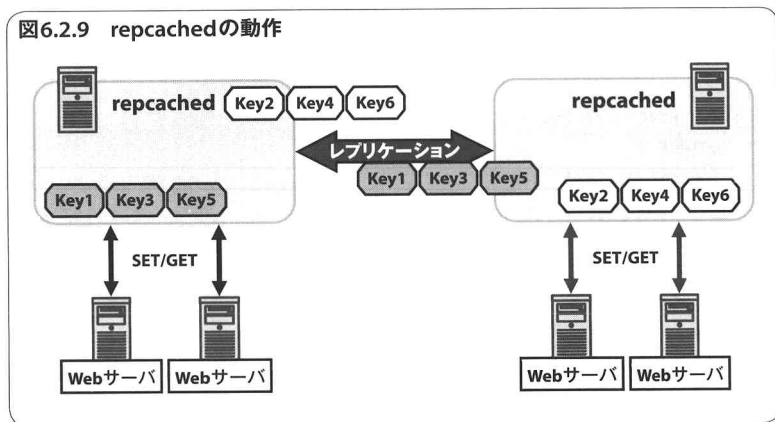 図6.2.9 repcachedの動作
repcached
Key2 Key4 Key6
repcached
レプリケーション
Key1 Key3 Key5
Key1 Key3 Key5
Key2 Key4 Key6
SET/GET
SET/GET
Webサーバ Webサーバ
Webサーバ Webサーバ